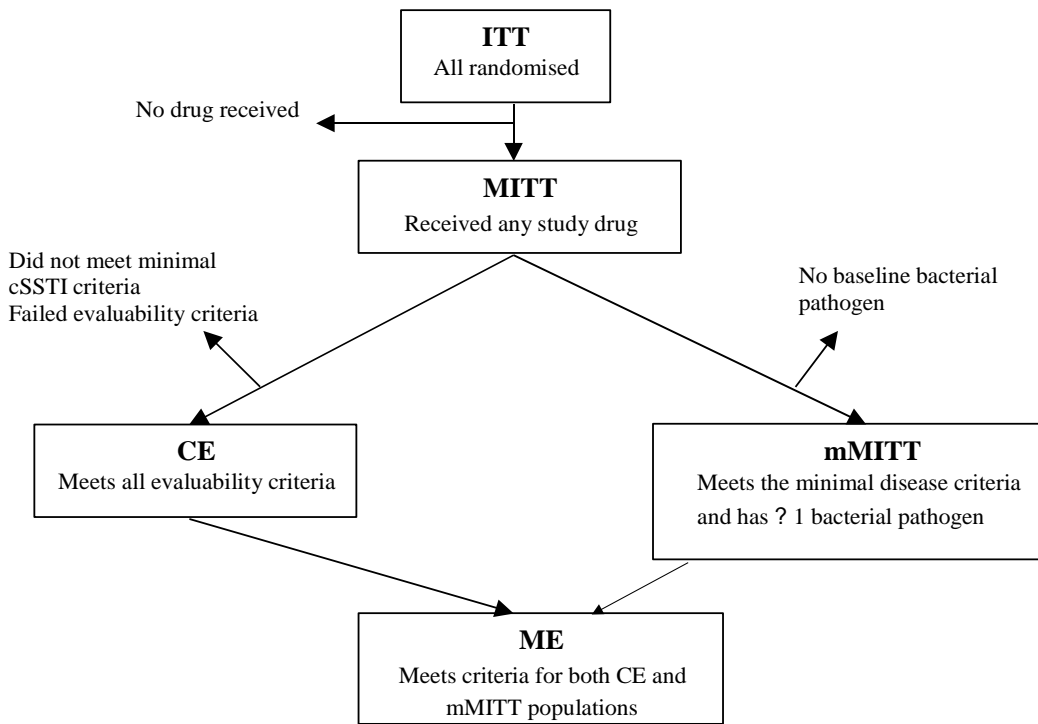 ITT
All randomised
No drug received
MITT
Received any study drug
Did not meet minimal
cSSTI criteria
Failed evaluability criteria
No baseline bacterial
pathogen
CE
Meets all evaluability criteria
mMITT
Meets the minimal disease criteria
and has ? 1 bacterial pathogen
ME
Meets criteria for both CE and
mMITT populations